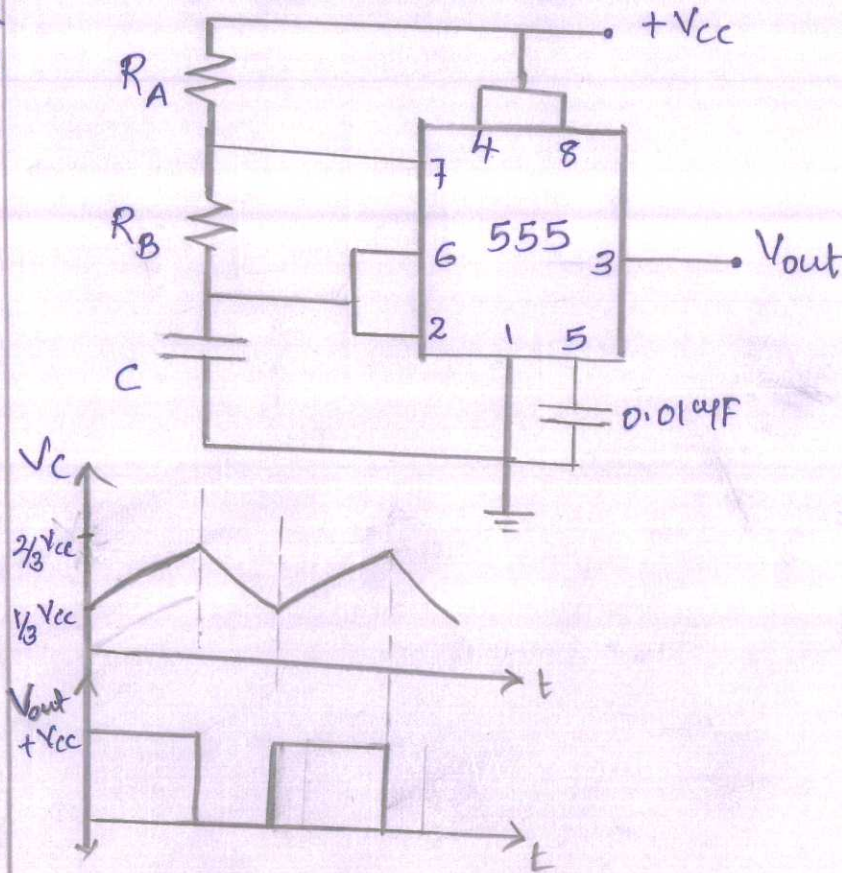 + Vcc
RA
4 8
7
RB
6 555 3
Vout
2 1 5
C
0.01μF
Vc
2/3 Vcc
1/3 Vcc
t
Vout
+Vcc
t